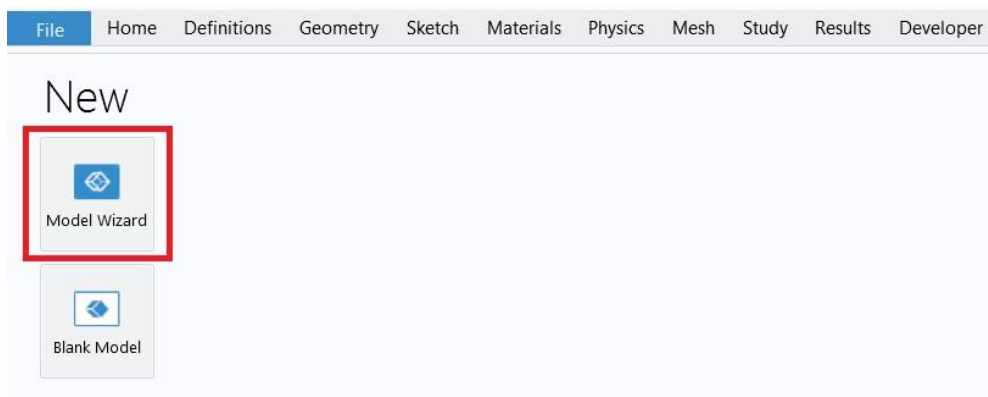 File Home Definitions Geometry Sketch Materials Physics Mesh Study Results Developer
New
Model Wizard
Blank Model